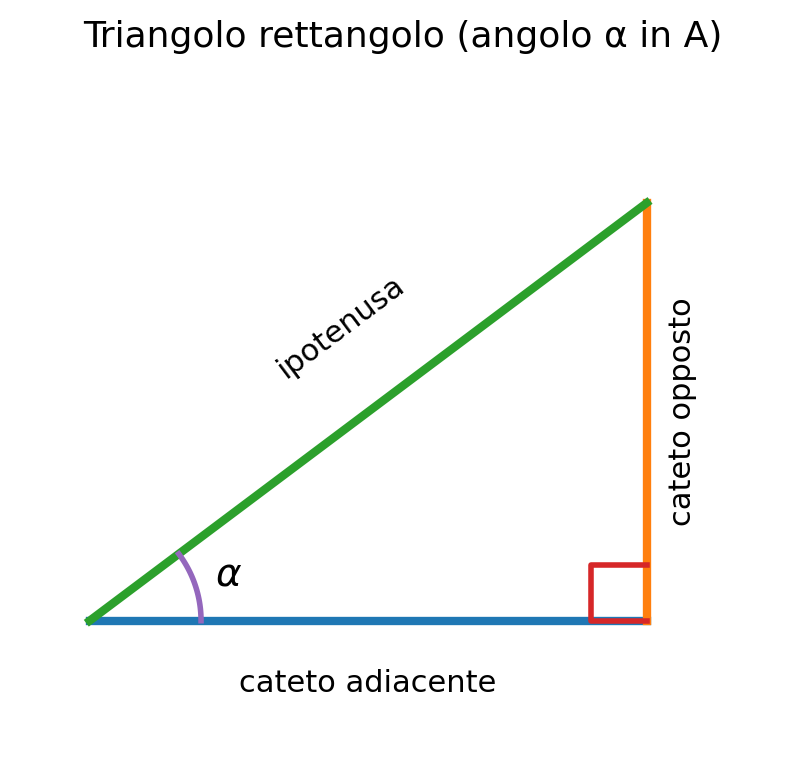 Triangolo rettangolo (angolo α in A)
ipotenusa
cateto opposto
α
cateto adiacente